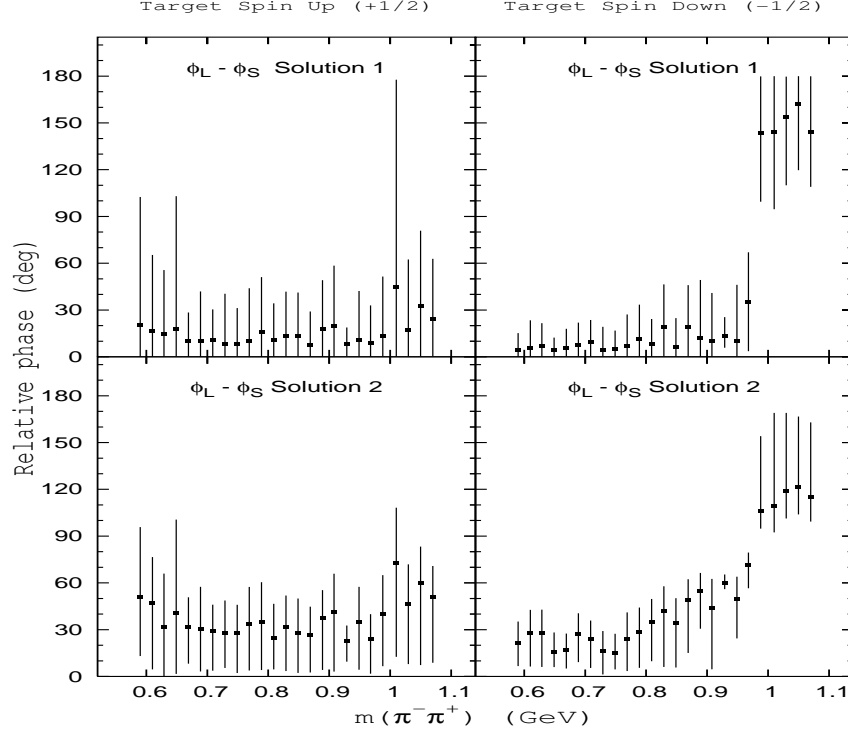 Target Spin Up (+1/2) Target Spin Down (−1/2)
ϕL - ϕS Solution 1 ϕL - ϕS Solution 1
180
150
120
90
60
30
0
ϕL - ϕS Solution 2 ϕL - ϕS Solution 2
180
150
120
90
60
30
0
Relative phase (deg)
0.6 0.7 0.8 0.9 1 1.1 0.6 0.7 0.8 0.9 1 1.1
m(π−π+) (GeV)